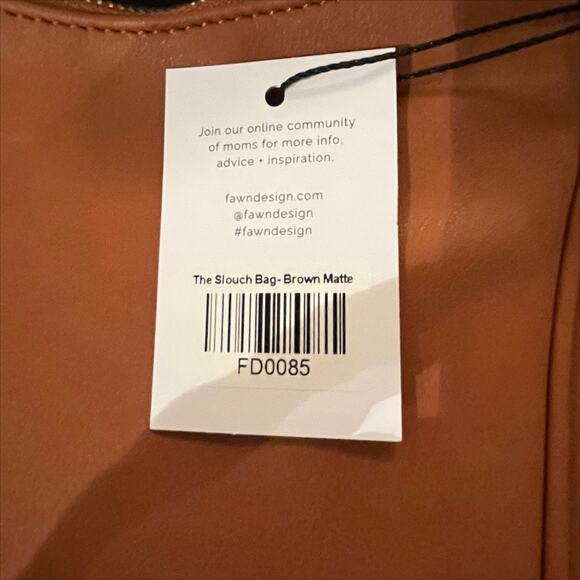 Join our online community
of moms for more info,
advice + inspiration.
fawndesign.com
@fawndesign
#fawndesign
The Slouch Bag- Brown Matte
FD0085